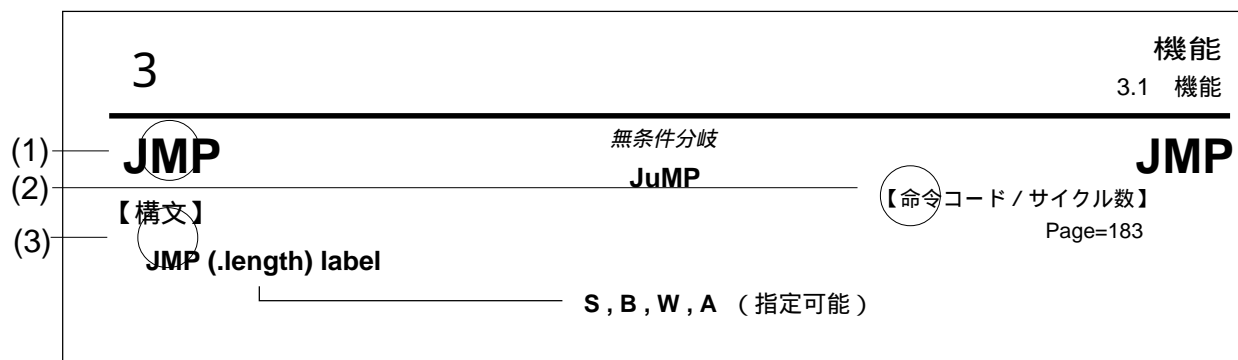 3
機能
3.1 機能
(1)
JMP
無条件分岐
JMP
(2)
JuMP
【命令コード / サイクル数】
【構文】
Page=183
(3)
JMP (.length) label
S , B , W , A （指定可能）